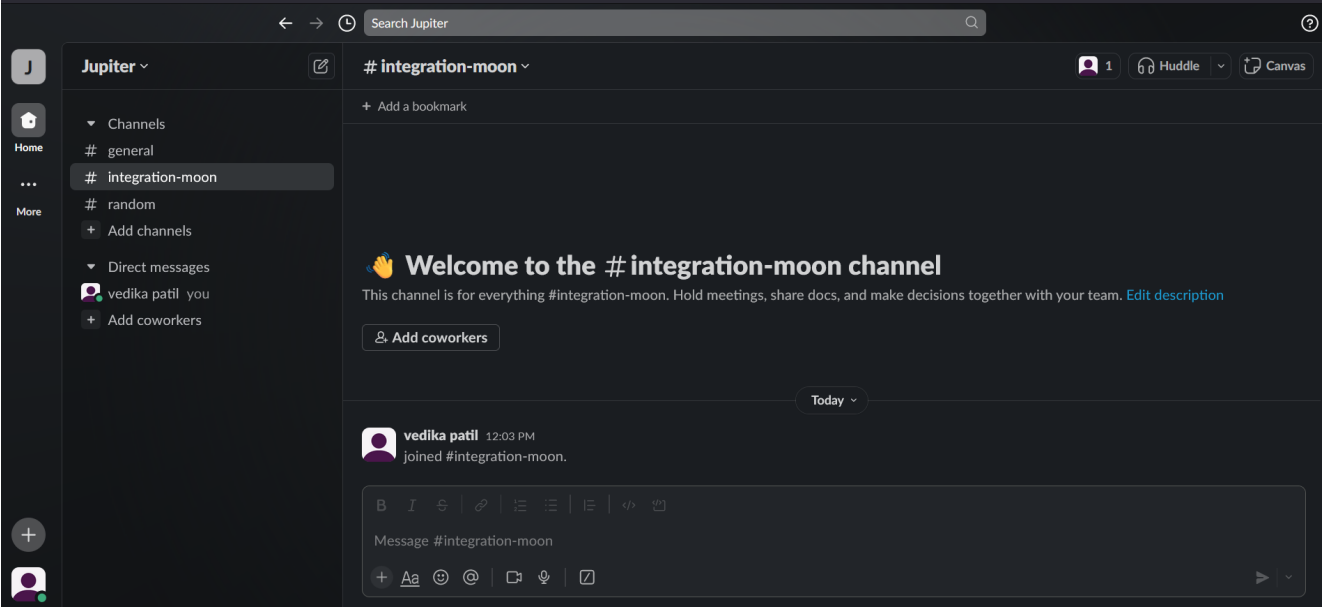 Search Jupiter
J
Home
More
Jupiter
Channels
# general
# integration-moon
# random
+ Add channels
Direct messages
vedika patil you
+ Add coworkers
# integration-moon
1
Huddle
Canvas
+ Add a bookmark
👋 Welcome to the # integration-moon channel
This channel is for everything #integration-moon. Hold meetings, share docs, and make decisions together with your team. Edit description
Add coworkers
Today
vedika patil 12:03 PM
joined #integration-moon.
B I S
Message #integration-moon
+ Aa @